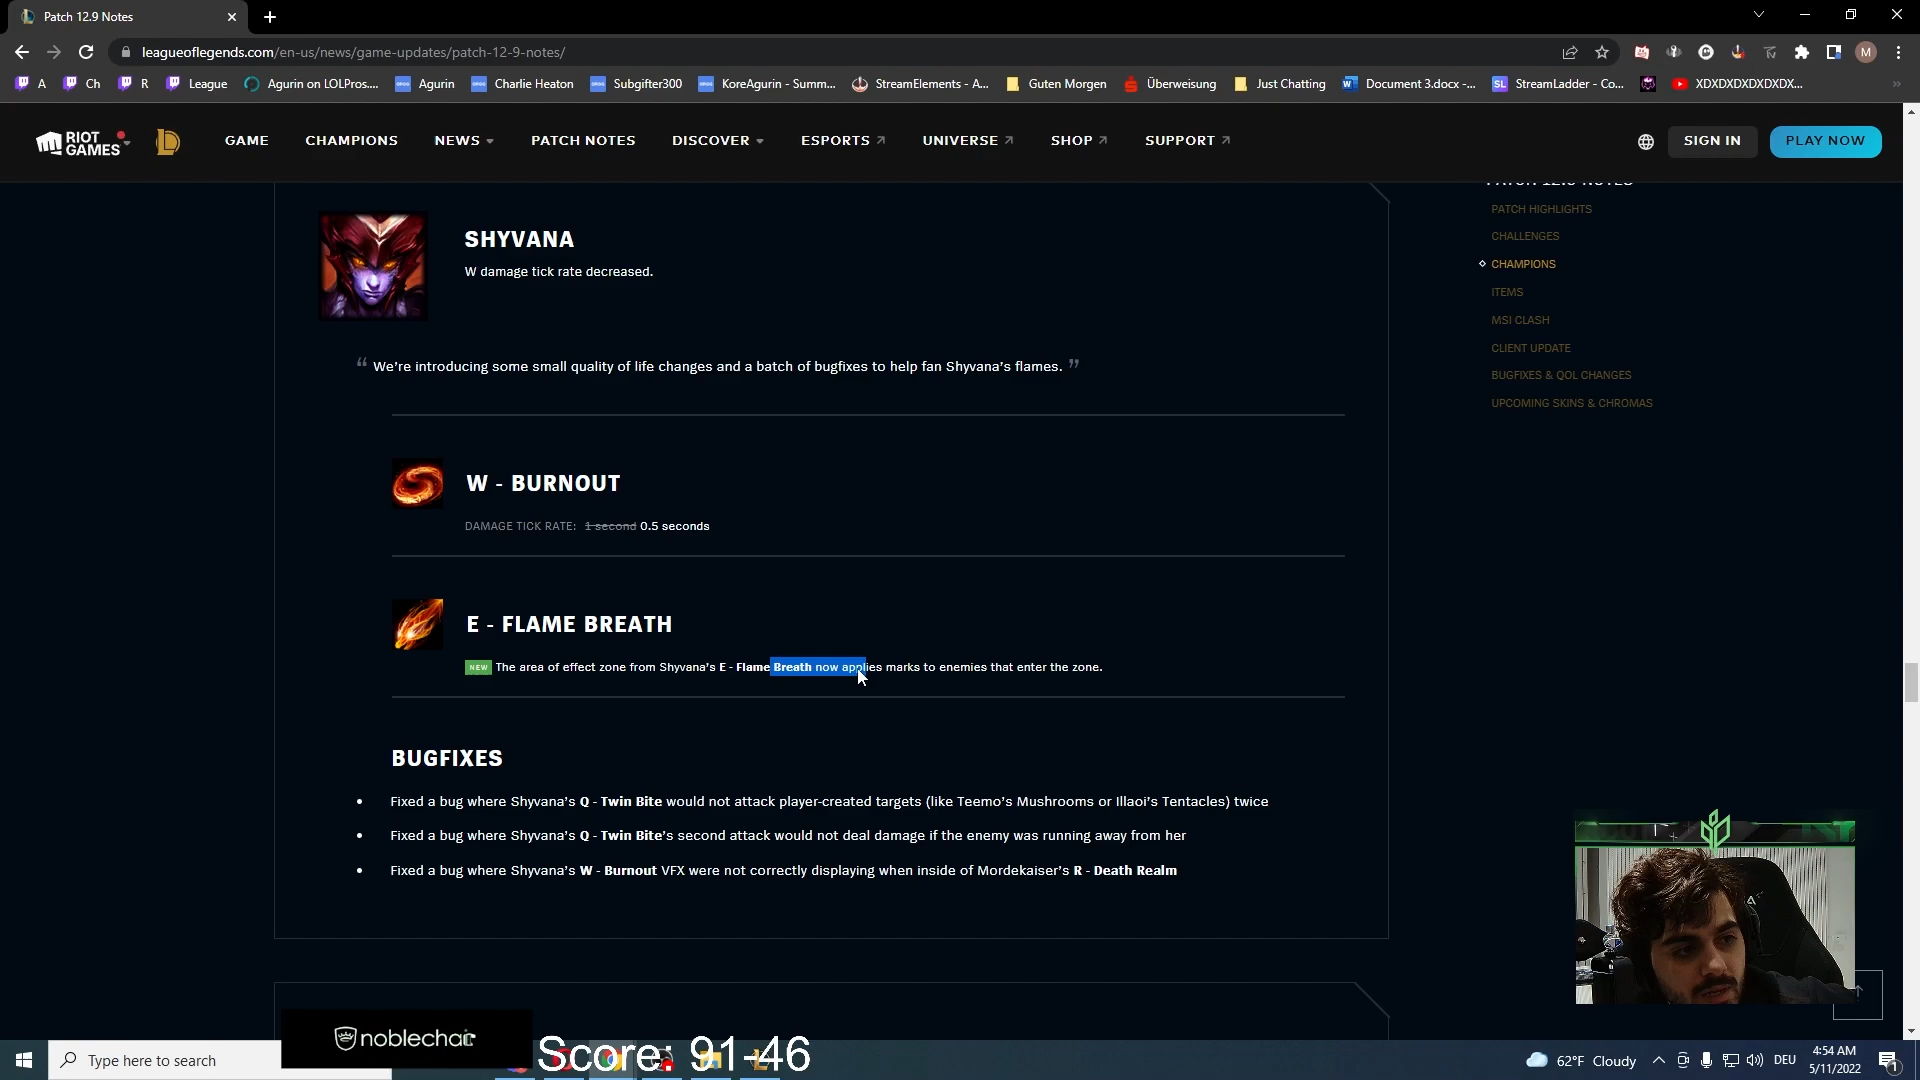 Patch 12.9 Notes
leagueoflegends.com/en-us/news/game-updates/patch-12-9-notes/
M
A
Ch
R
League
Agurin on LOLPros....
Agurin
Charlie Heaton
Subgifter300
KoreAgurin - Summ...
StreamElements - A...
Guten Morgen
Überweisung
Just Chatting
Document 3.docx -...
SL StreamLadder - Co...
XDXDXDXDXDXDX...
RIOT GAMES
GAME
CHAMPIONS
NEWS
PATCH NOTES
DISCOVER
ESPORTS
UNIVERSE
SHOP
SUPPORT
SIGN IN
PLAY NOW
PATCH 12.9 NOTES
PATCH HIGHLIGHTS
CHALLENGES
CHAMPIONS
ITEMS
MSI CLASH
CLIENT UPDATE
BUGFIXES & QOL CHANGES
UPCOMING SKINS & CHROMAS
SHYVANA
W damage tick rate decreased.
“ We’re introducing some small quality of life changes and a batch of bugfixes to help fan Shyvana’s flames. ”
W - BURNOUT
DAMAGE TICK RATE: 1 second 0.5 seconds
E - FLAME BREATH
NEW The area of effect zone from Shyvana’s E - Flame Breath now applies marks to enemies that enter the zone.
BUGFIXES
• Fixed a bug where Shyvana’s Q - Twin Bite would not attack player-created targets (like Teemo’s Mushrooms or Illaoi’s Tentacles) twice
• Fixed a bug where Shyvana’s Q - Twin Bite’s second attack would not deal damage if the enemy was running away from her
• Fixed a bug where Shyvana’s W - Burnout VFX were not correctly displaying when inside of Mordekaiser’s R - Death Realm
noblechair
Score: 91-46
Type here to search
62°F Cloudy
DEU
4:54 AM
5/11/2022
1